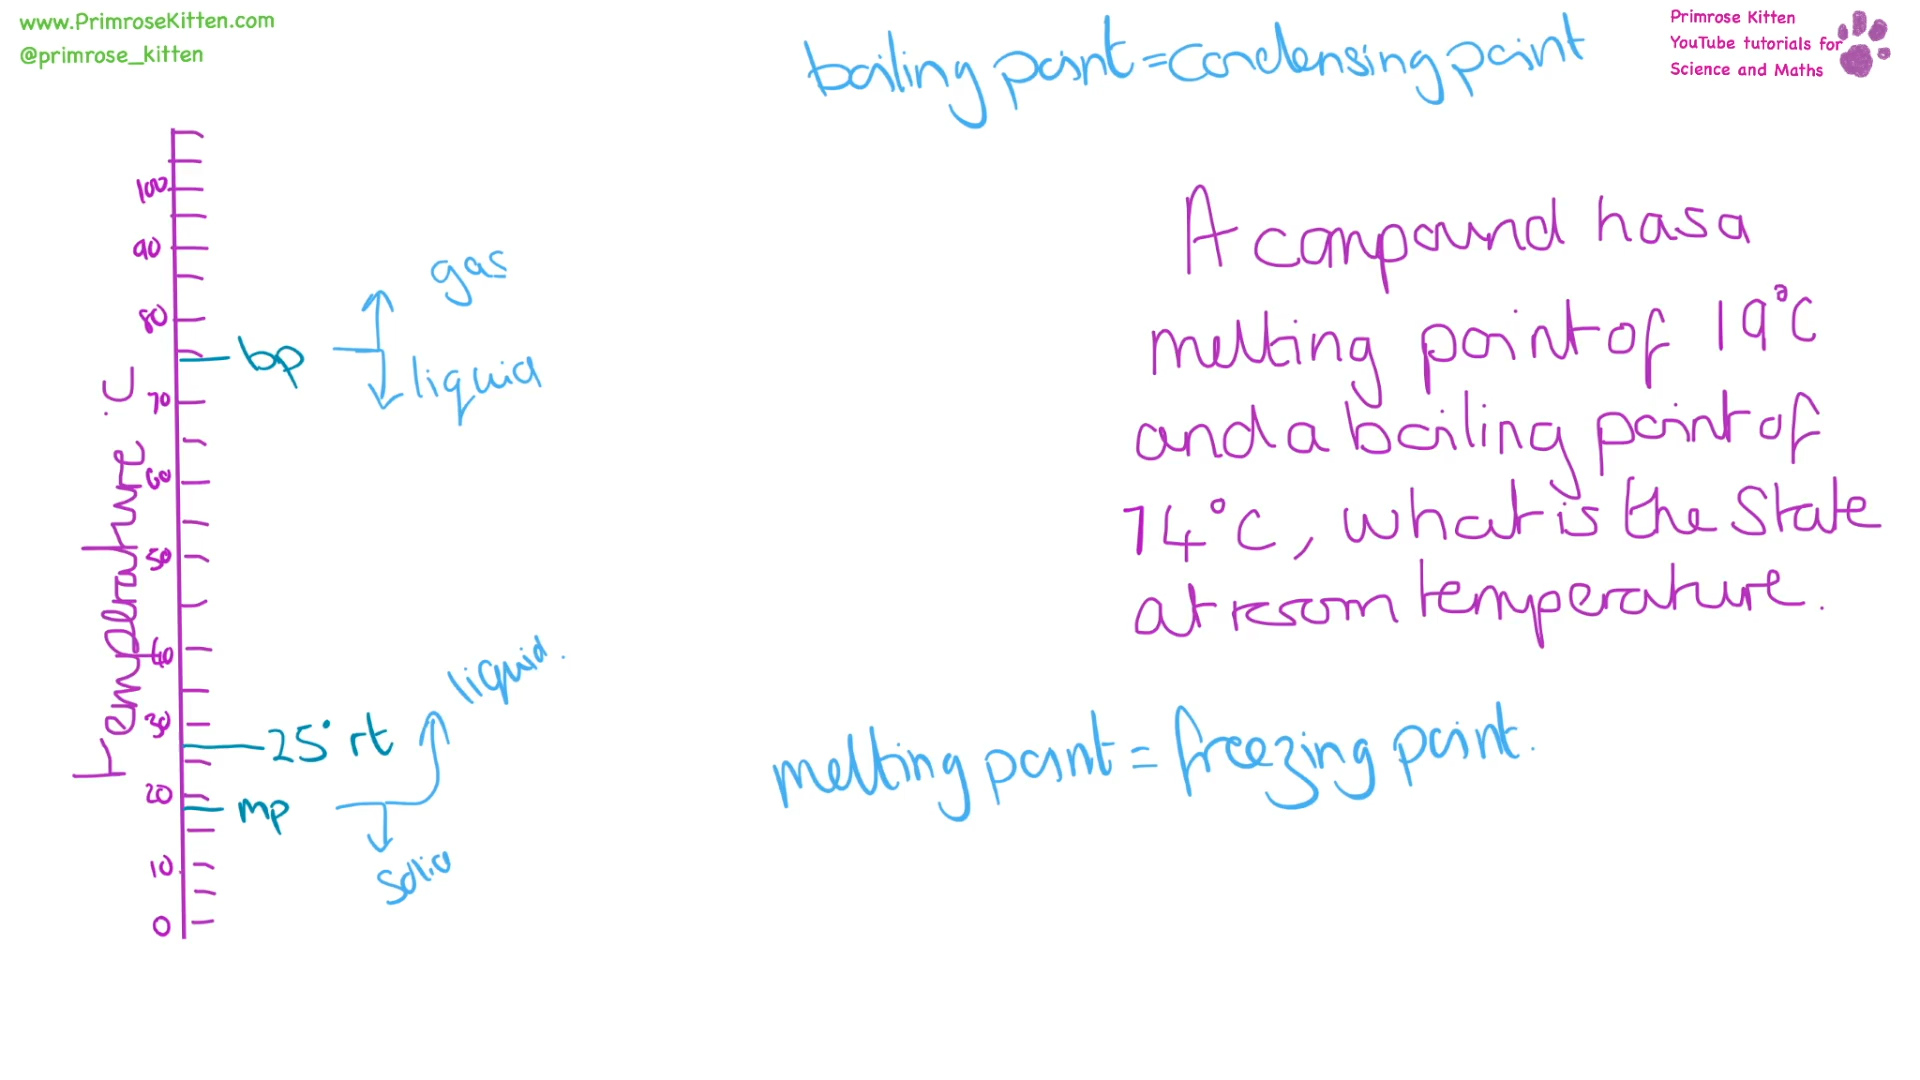 www.PrimroseKitten.com
@primrose_kitten
Primrose Kitten
YouTube tutorials for
Science and Maths
boiling point = condensing point
A compound has a
melting point of 19°C
and a boiling point of
74°C, what is the State
at room temperature.
melting point = freezing point.
Temperature °C
100
90
80
70
60
50
40
30
20
10
0
bp
gas
liquid
25° rt
liquid.
mp
solid